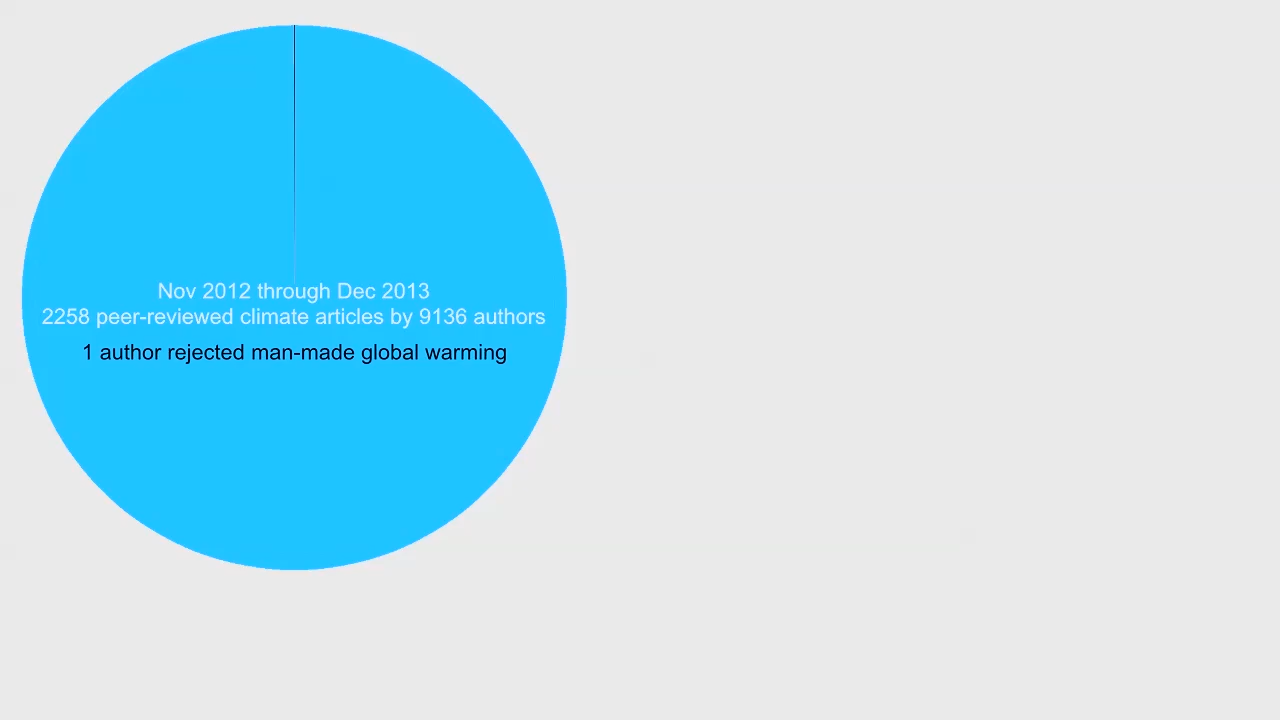 Nov 2012 through Dec 2013
2258 peer-reviewed climate articles by 9136 authors
1 author rejected man-made global warming